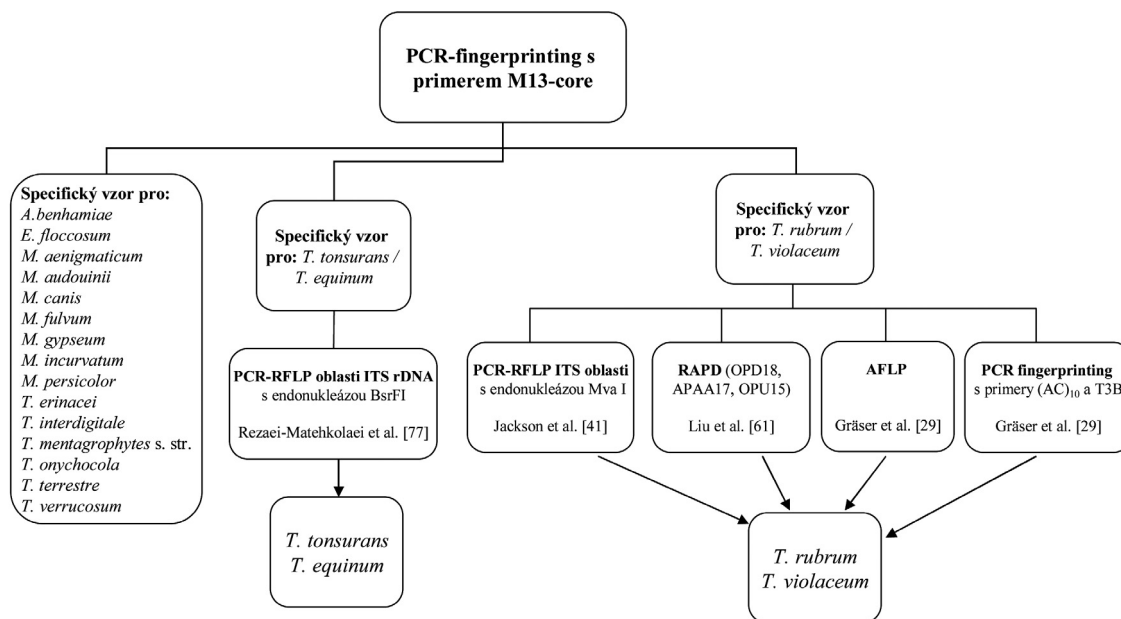 PCR-fingerprinting s
primerem M13-core
Specifický vzor pro:
A.benhamiae
E. floccosum
M. aenigmaticum
M. audouinii
M. canis
M. fulvum
M. gypseum
M. incurvatum
M. persicolor
T. erinacei
T. interdigitale
T. mentagrophytes s. str.
T. onychocola
T. terrestre
T. verrucosum
Specifický vzor
pro: T. tonsurans /
T. equinum
Specifický vzor
pro: T. rubrum /
T. violaceum
PCR-RFLP oblasti ITS rDNA
s endonukleázou BsrFI
Rezaei-Matehkolaei et al. [77]
PCR-RFLP ITS oblasti
s endonukleázou Mva I
Jackson et al. [41]
RAPD (OPD18,
APAA17, OPU15)
Liu et al. [61]
AFLP
Gräser et al. [29]
PCR fingerprinting
s primery (AC)₁₀ a T3B
Gräser et al. [29]
T. tonsurans
T. equinum
T. rubrum
T. violaceum